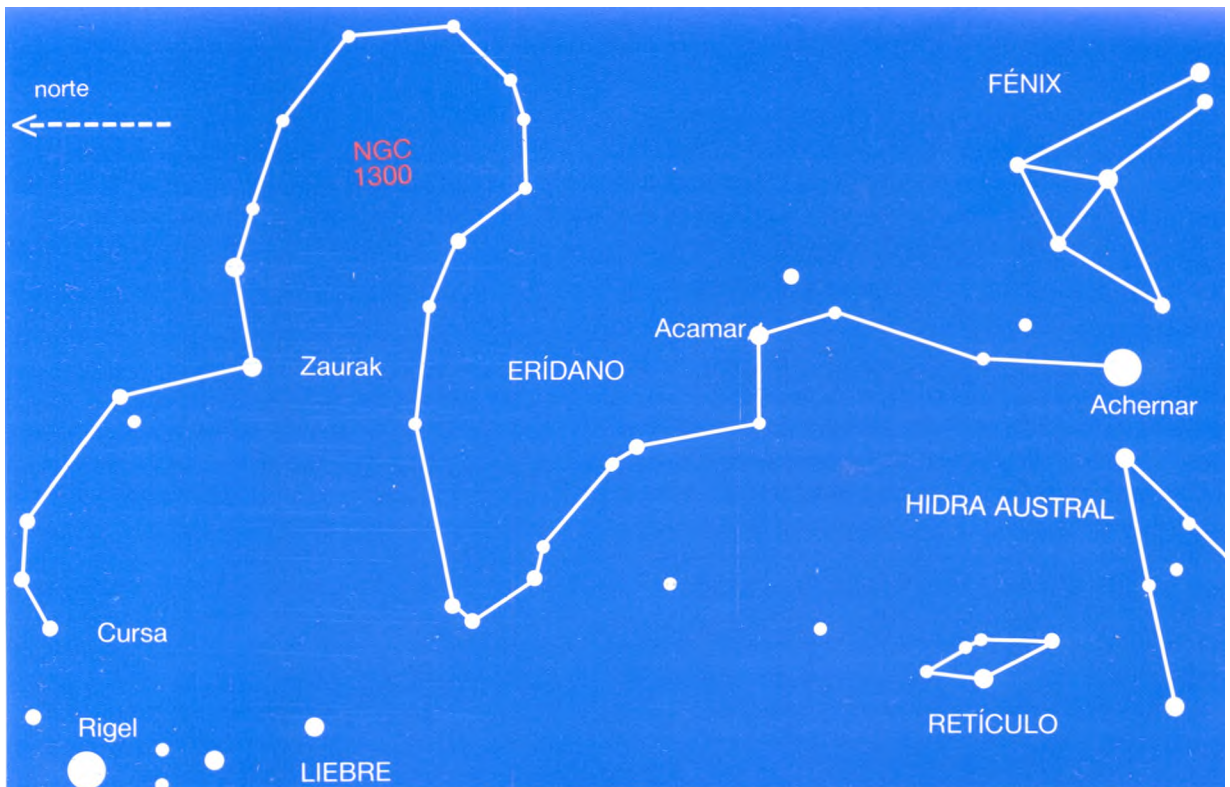 FÉNIX
norte
NGC
1300
Acamar
Zaurak
ERÍDANO
Achernar
HIDRA AUSTRAL
Cursa
Rigel
RETÍCULO
LIEBRE